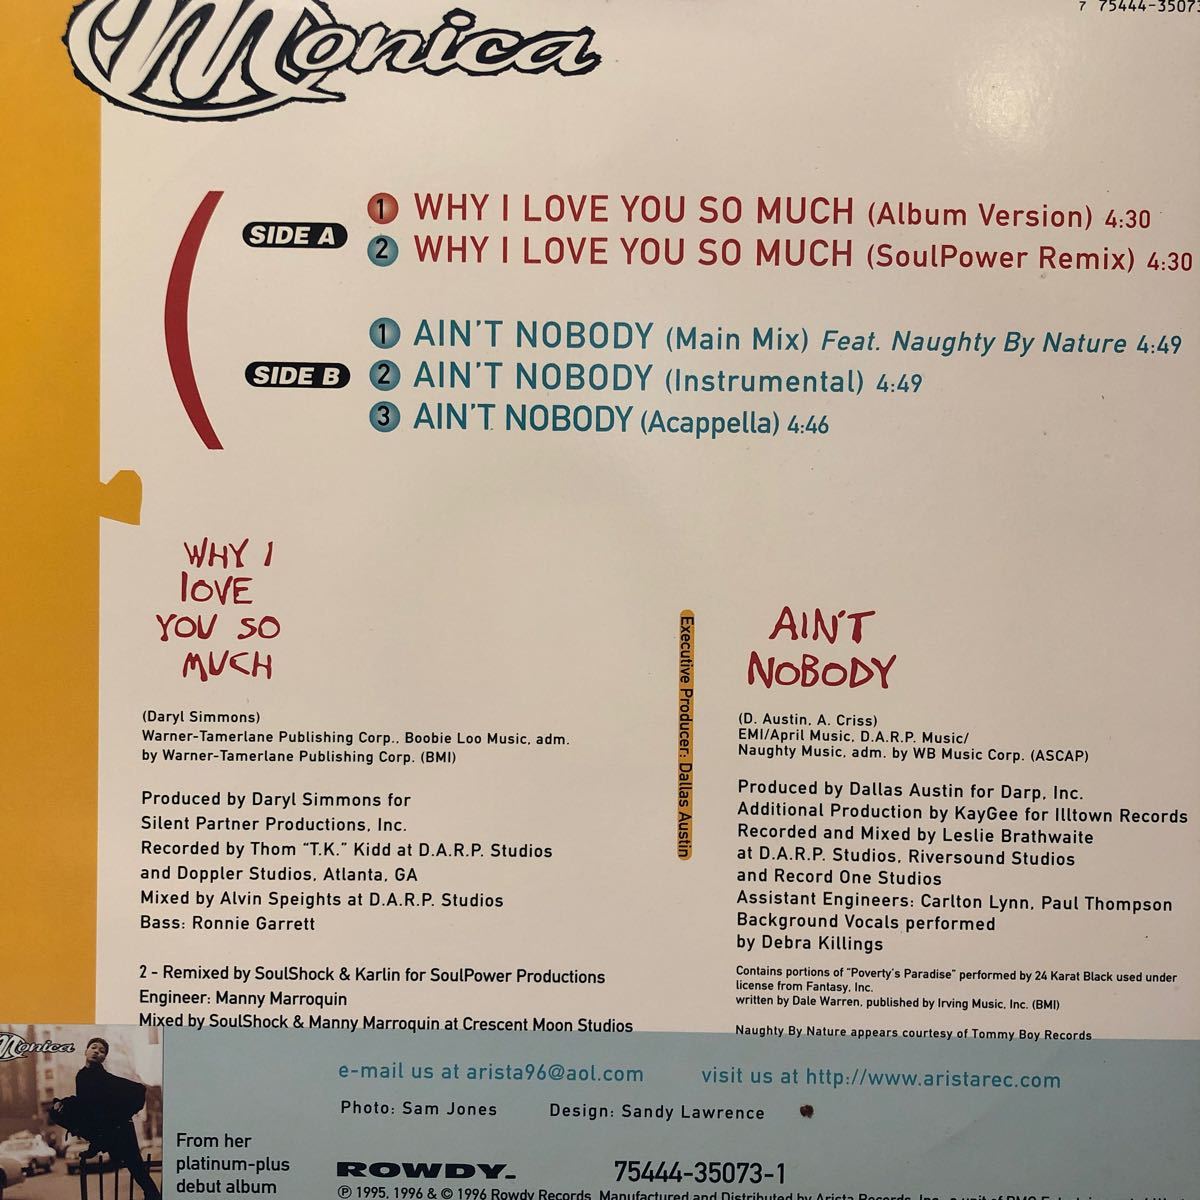 Monica
7 75444-35073
SIDE A
1 WHY I LOVE YOU SO MUCH (Album Version) 4:30
2 WHY I LOVE YOU SO MUCH (SoulPower Remix) 4:30
SIDE B
1 AIN'T NOBODY (Main Mix) Feat. Naughty By Nature 4:49
2 AIN'T NOBODY (Instrumental) 4:49
3 AIN'T NOBODY (Acappella) 4:46
WHY I
LOVE
YOU SO
MUCH
(Daryl Simmons)
Warner-Tamerlane Publishing Corp., Boobie Loo Music, adm.
by Warner-Tamerlane Publishing Corp. (BMI)
Produced by Daryl Simmons for
Silent Partner Productions, Inc.
Recorded by Thom "T.K." Kidd at D.A.R.P. Studios
and Doppler Studios, Atlanta, GA
Mixed by Alvin Speights at D.A.R.P. Studios
Bass: Ronnie Garrett
2 - Remixed by SoulShock & Karlin for SoulPower Productions
Engineer: Manny Marroquin
Mixed by SoulShock & Manny Marroquin at Crescent Moon Studios
Executive Producer: Dallas Austin
AIN'T
NOBODY
(D. Austin, A. Criss)
EMI/April Music, D.A.R.P. Music/
Naughty Music, adm. by WB Music Corp. (ASCAP)
Produced by Dallas Austin for Darp, Inc.
Additional Production by KayGee for Illtown Records
Recorded and Mixed by Leslie Brathwaite
at D.A.R.P. Studios, Riversound Studios
and Record One Studios
Assistant Engineers: Carlton Lynn, Paul Thompson
Background Vocals performed
by Debra Killings
Contains portions of "Poverty's Paradise" performed by 24 Karat Black used under
license from Fantasy, Inc.
written by Dale Warren, published by Irving Music, Inc. (BMI)
Naughty By Nature appears courtesy of Tommy Boy Records
Monica
e-mail us at arista96@aol.com visit us at http://www.aristarec.com
Photo: Sam Jones Design: Sandy Lawrence
From her
platinum-plus
debut album
ROWDY. 75444-35073-1
℗ 1995, 1996 & © 1996 Rowdy Records Manufactured and Distributed by Arista Records, Inc., a unit of BMG